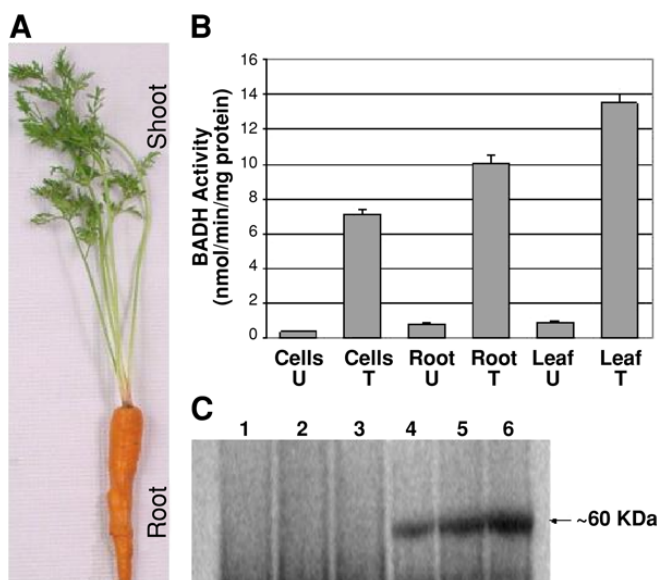 A
Shoot
Root
B
BADH Activity
(nmol/min/mg protein)
16
14
12
10
8
6
4
2
0
Cells U
Cells T
Root U
Root T
Leaf U
Leaf T
C
1 2 3 4 5 6
~60 KDa